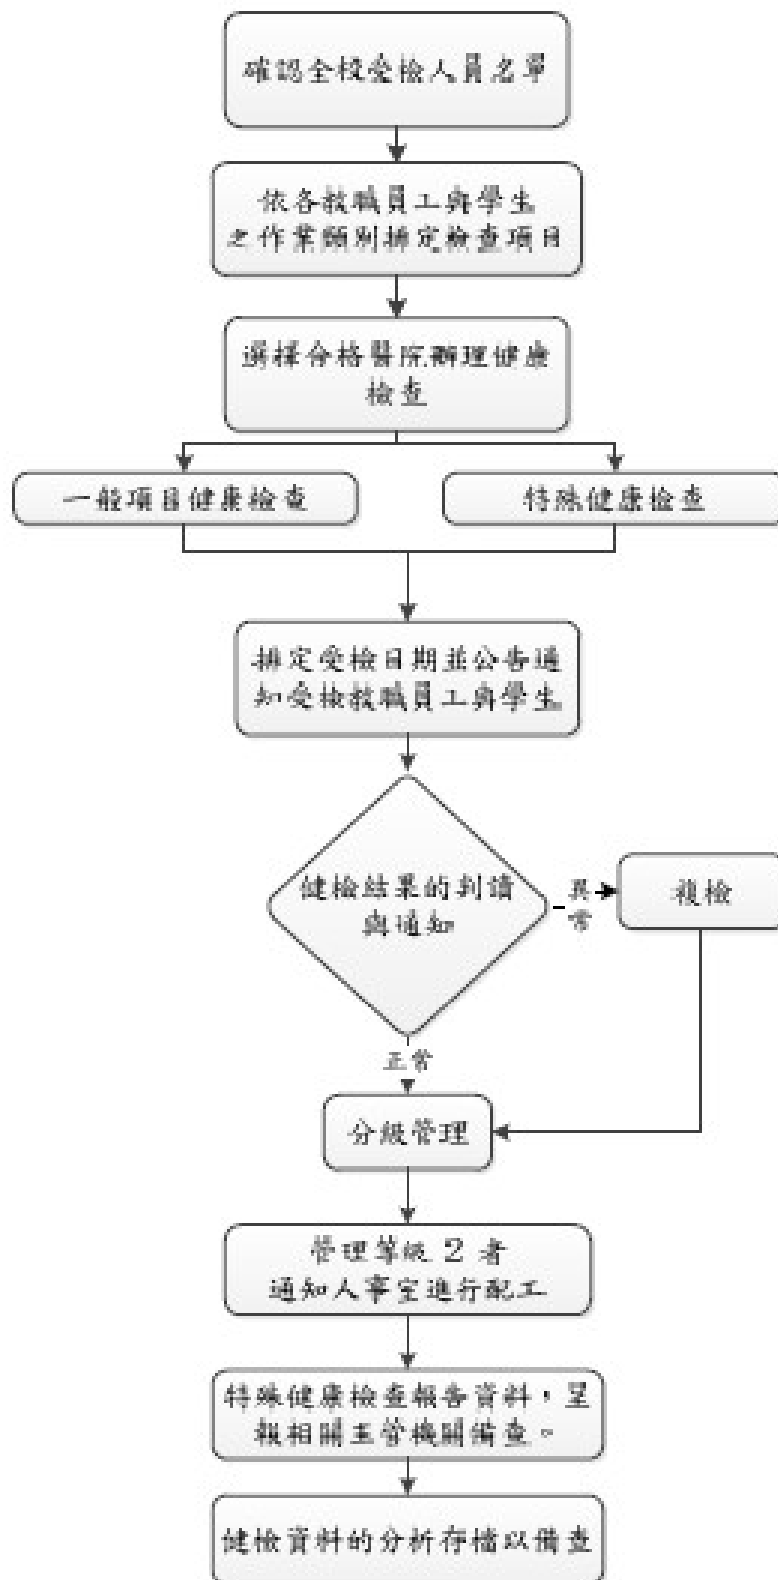 確認全校受檢人員名單
依各教職員工與學生
之作業類別排定檢查項目
選擇合格醫院辦理健康
檢查
一般項目健康檢查
特殊健康檢查
排定受檢日期並公告通
知受檢教職員工與學生
健檢結果的判讀
與通知
異
常
複檢
正常
分級管理
管理等級 2 者
通知人事室進行配工
特殊健康檢查報告資料，呈
報相關主管機關備查。
健檢資料的分析存檔以備查